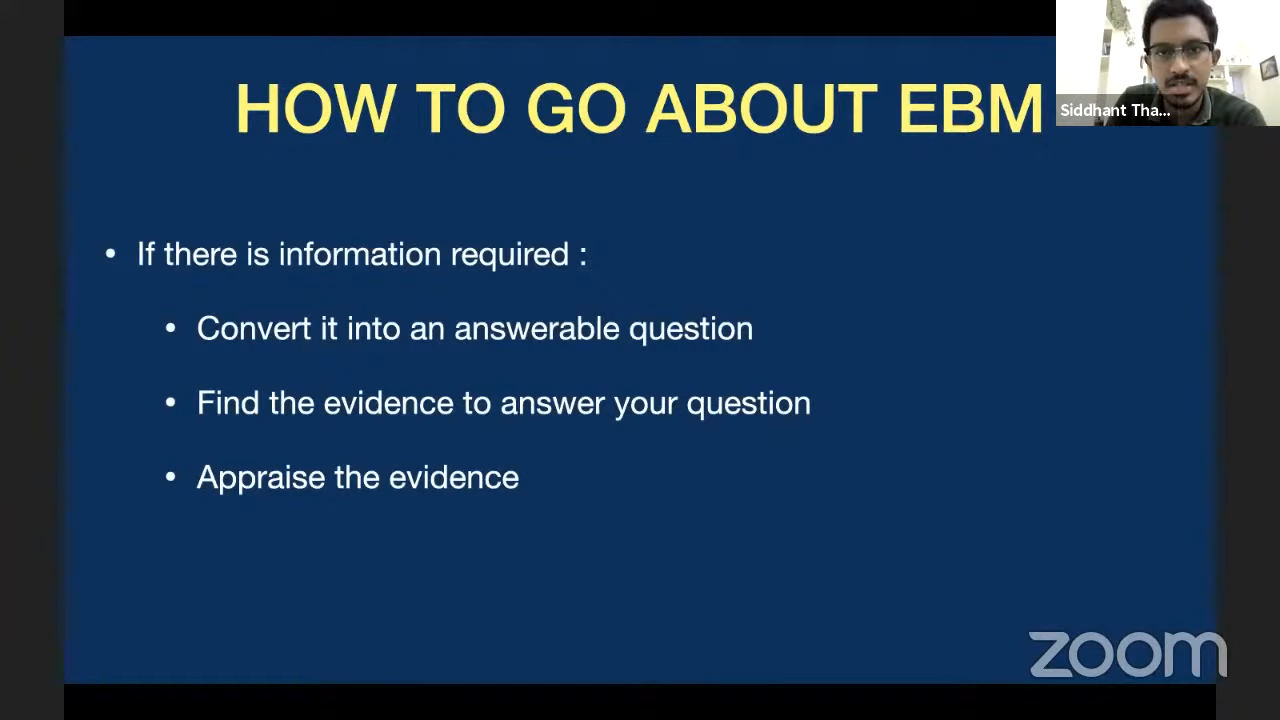 HOW TO GO ABOUT EBM
Siddhant Tha...
• If there is information required :
• Convert it into an answerable question
• Find the evidence to answer your question
• Appraise the evidence
zoom